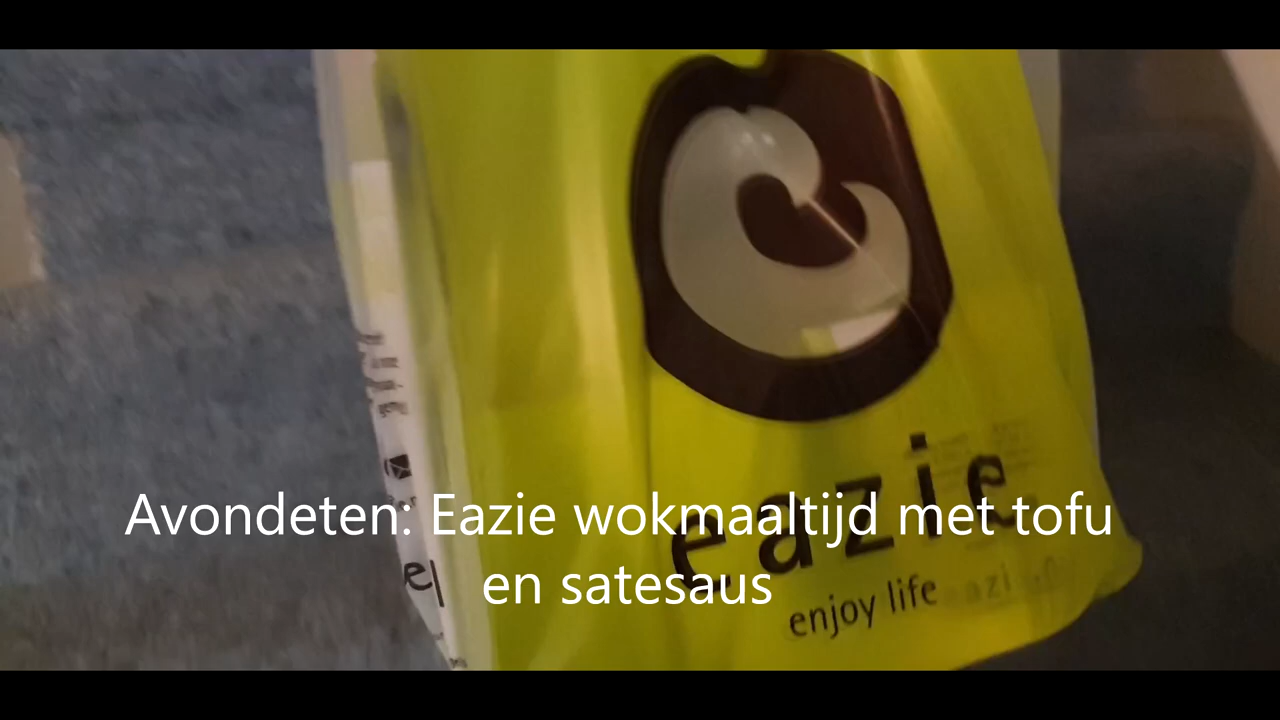 eazie
Avondeten: Eazie wokmaaltijd met tofu
en satesaus
enjoy life